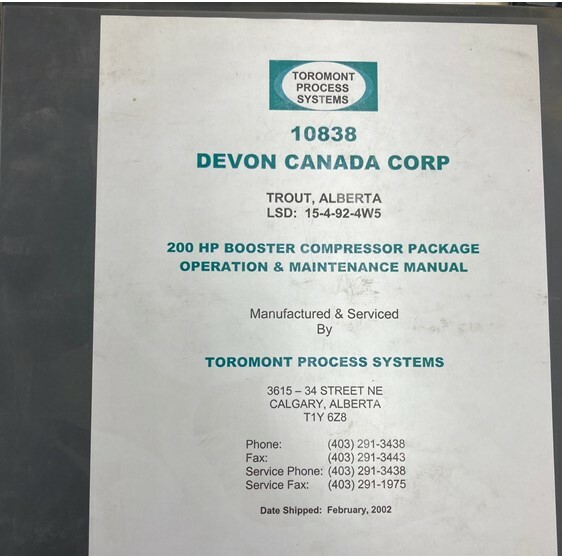 TOROMONT
PROCESS
SYSTEMS
10838
DEVON CANADA CORP
TROUT, ALBERTA
LSD: 15-4-92-4W5
200 HP BOOSTER COMPRESSOR PACKAGE
OPERATION & MAINTENANCE MANUAL
Manufactured & Serviced
By
TOROMONT PROCESS SYSTEMS
3615 – 34 STREET NE
CALGARY, ALBERTA
T1Y 6Z8
Phone: (403) 291-3438
Fax: (403) 291-3443
Service Phone: (403) 291-3438
Service Fax: (403) 291-1975
Date Shipped: February, 2002